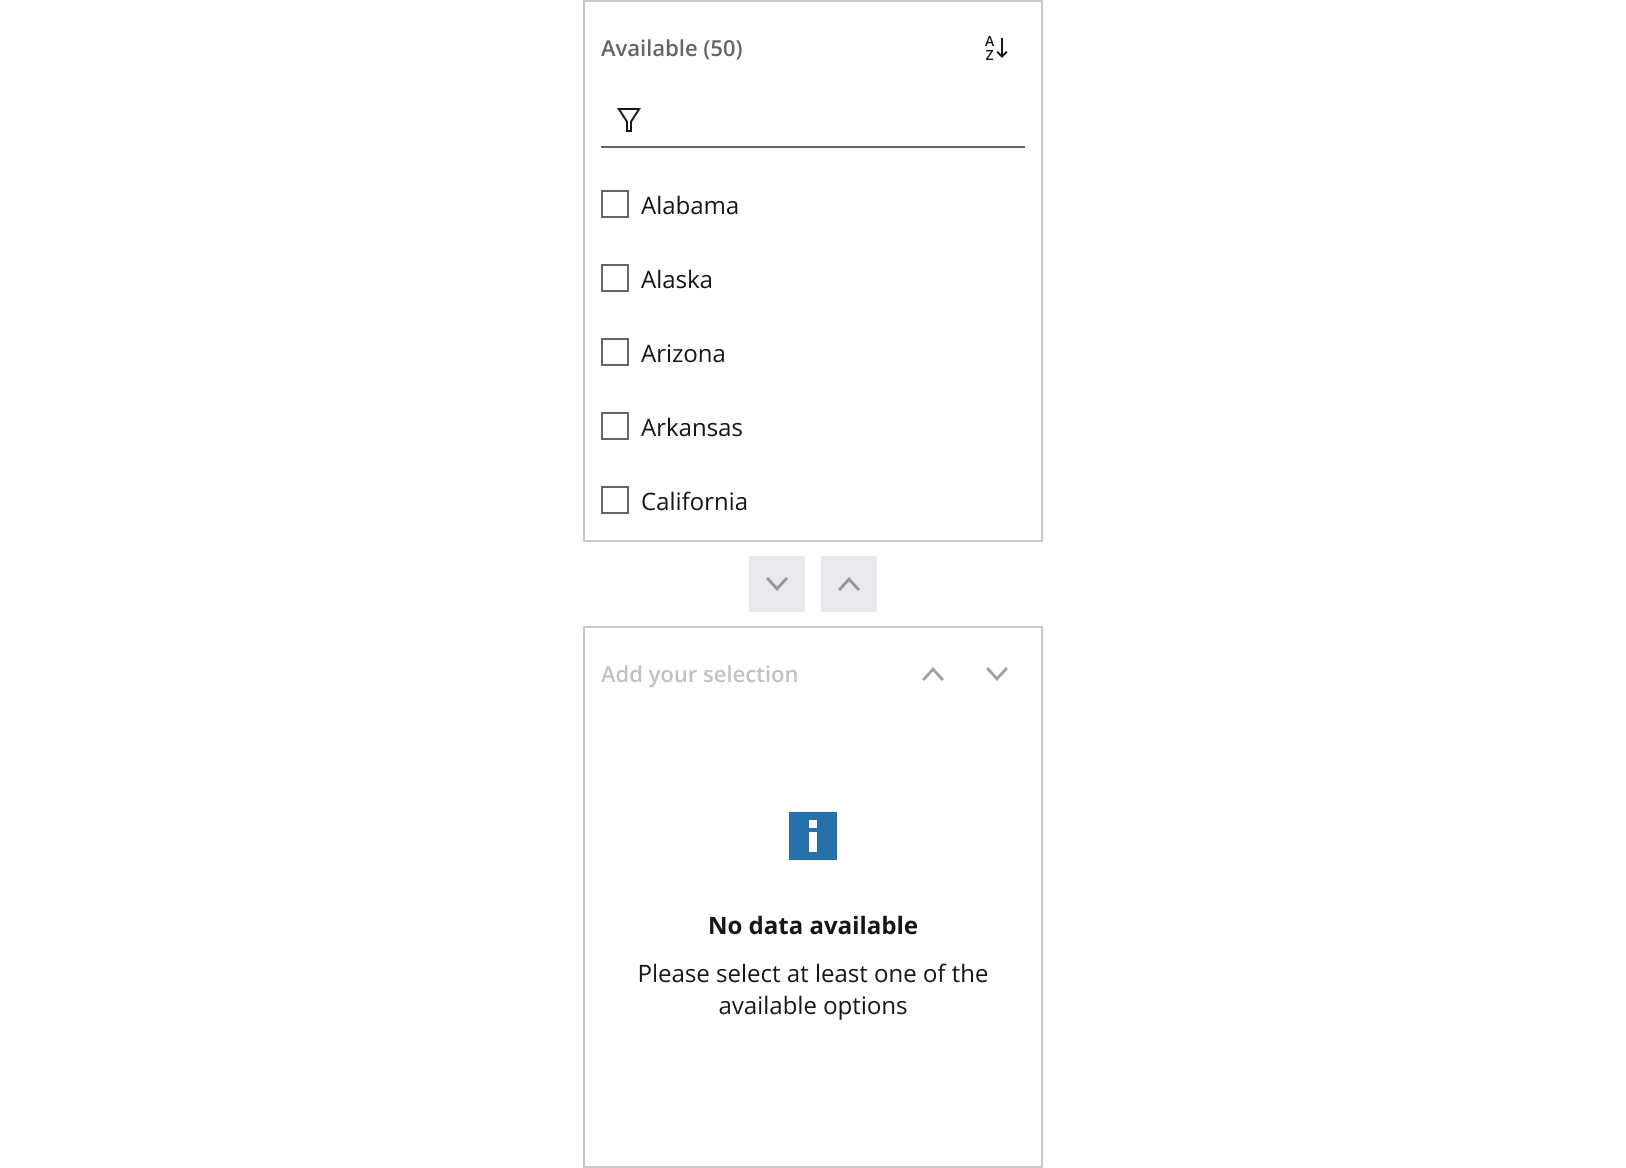 Available (50)
Alabama
Alaska
Arizona
Arkansas
California
Add your selection
No data available
Please select at least one of the
available options